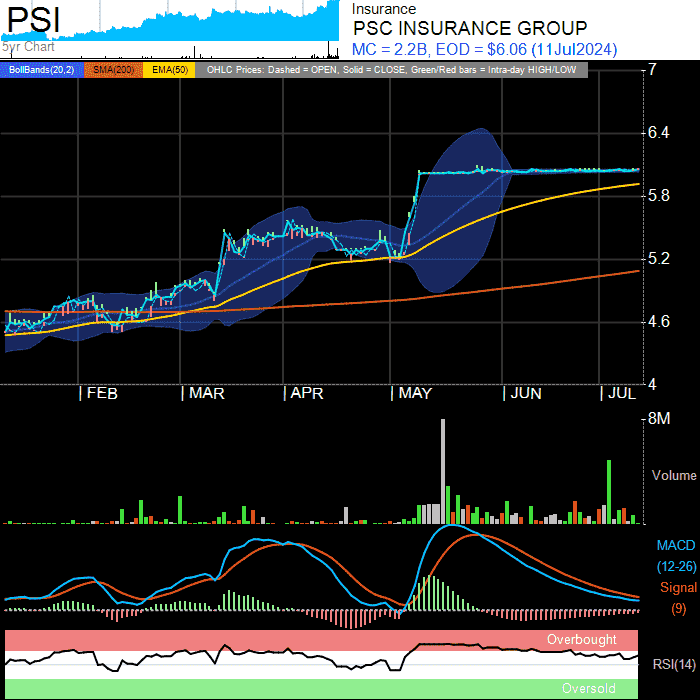 PSI
Insurance
PSC INSURANCE GROUP
5yr Chart
MC = 2.2B, EOD = $6.06 (11Jul2024)
BollBands(20,2) SMA(200) EMA(50) OHLC Prices: Dashed = OPEN, Solid = CLOSE, Green/Red bars = Intra-day HIGH/LOW
7
6.4
5.8
5.2
4.6
4
| FEB | MAR | APR | MAY | JUN | JUL
8M
Volume
MACD
(12-26)
Signal
(9)
Overbought
RSI(14)
Oversold